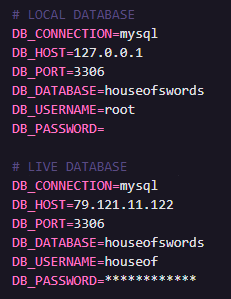 # LOCAL DATABASE
DB_CONNECTION=mysql
DB_HOST=127.0.0.1
DB_PORT=3306
DB_DATABASE=houseofswords
DB_USERNAME=root
DB_PASSWORD=
# LIVE DATABASE
DB_CONNECTION=mysql
DB_HOST=79.121.11.122
DB_PORT=3306
DB_DATABASE=houseofswords
DB_USERNAME=houseof
DB_PASSWORD=************